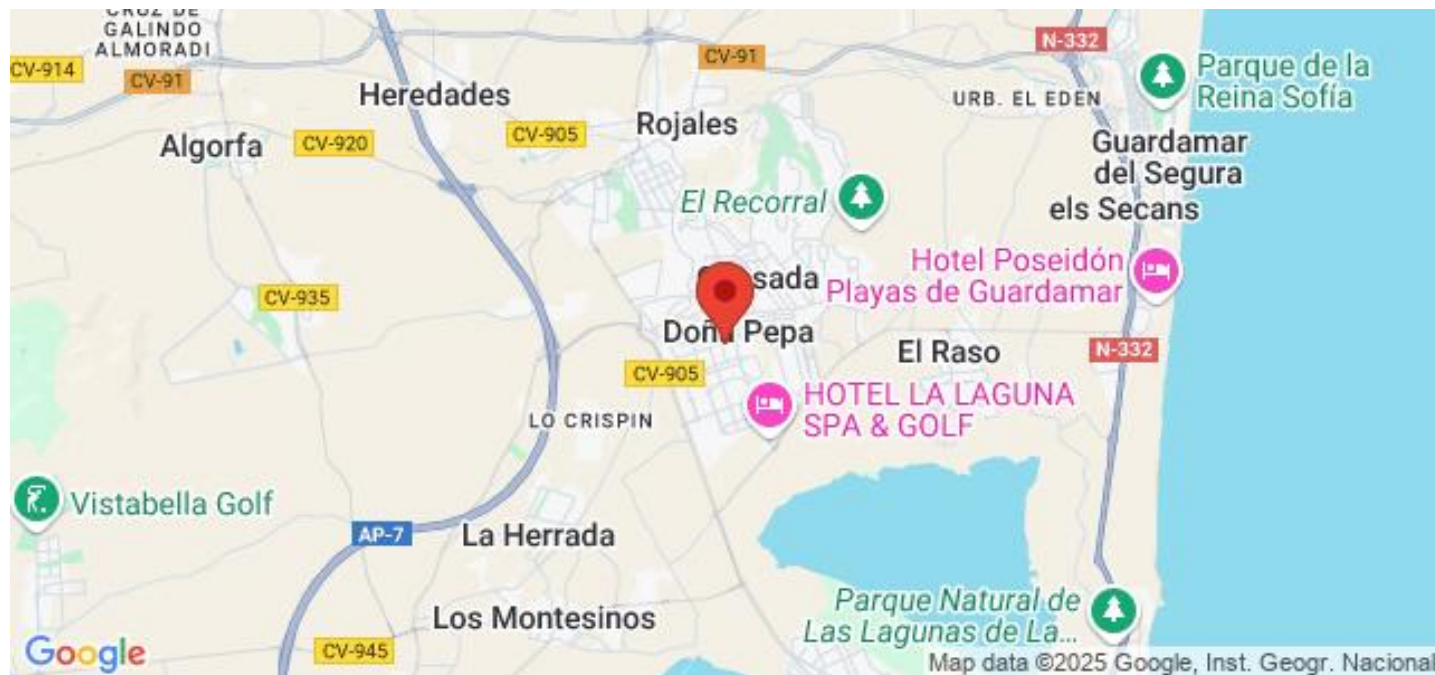 CRUZ DE
GALINDO
ALMORADI
CV-914
CV-91
Heredades
CV-91
N-332
Parque de la
Reina Sofía
URB. EL EDEN
Algorfa
CV-920
CV-905
Rojales
Guardamar
del Segura
els Secans
El Recorral
Hotel Poseidón
Playas de Guardamar
CV-935
sada
Doña Pepa
El Raso
N-332
CV-905
HOTEL LA LAGUNA
SPA & GOLF
LO CRISPIN
Vistabella Golf
AP-7
La Herrada
Los Montesinos
Parque Natural de
Las Lagunas de La...
CV-945
Google
Map data ©2025 Google, Inst. Geogr. Nacional